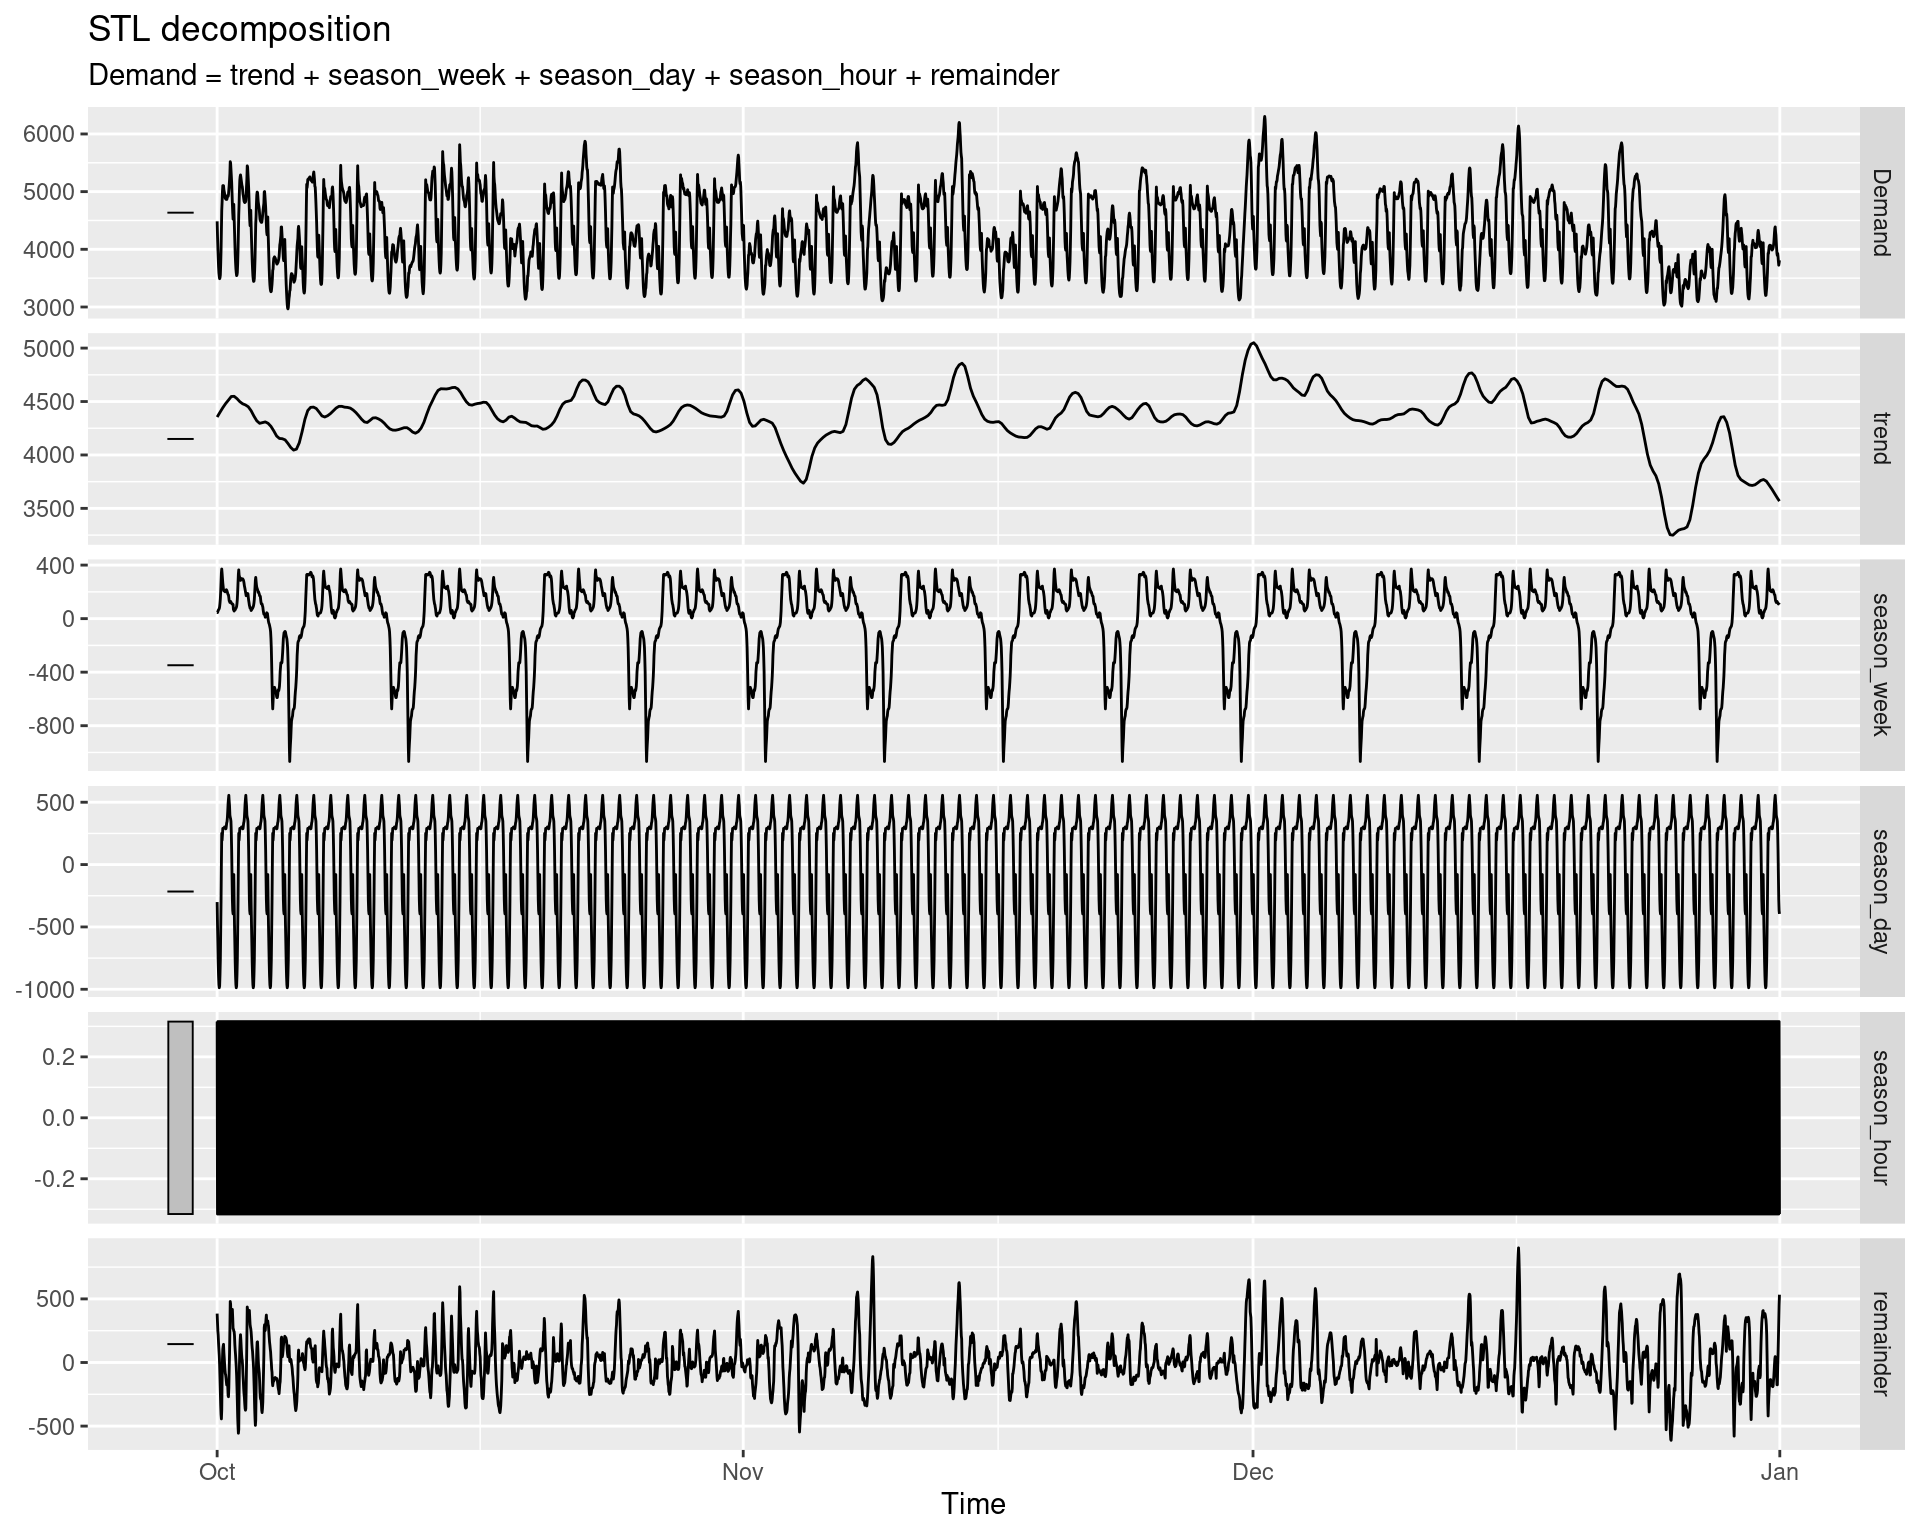 STL decomposition
Demand = trend + season_week + season_day + season_hour + remainder
6000
5000
4000
3000
Demand
5000
4500
4000
3500
trend
400
0
-400
-800
season_week
500
0
-500
-1000
season_day
0.2
0.0
-0.2
season_hour
500
0
-500
remainder
Oct
Nov
Dec
Jan
Time